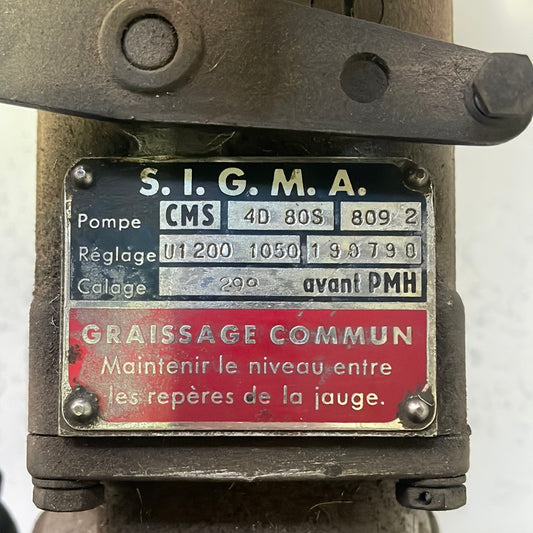 S. I. G. M. A.
Pompe CMS 4D 80S 809 2
Réglage U1200 1050 190790
Calage 29º avant PMH
GRAISSAGE COMMUN
Maintenir le niveau entre
les repères de la jauge.